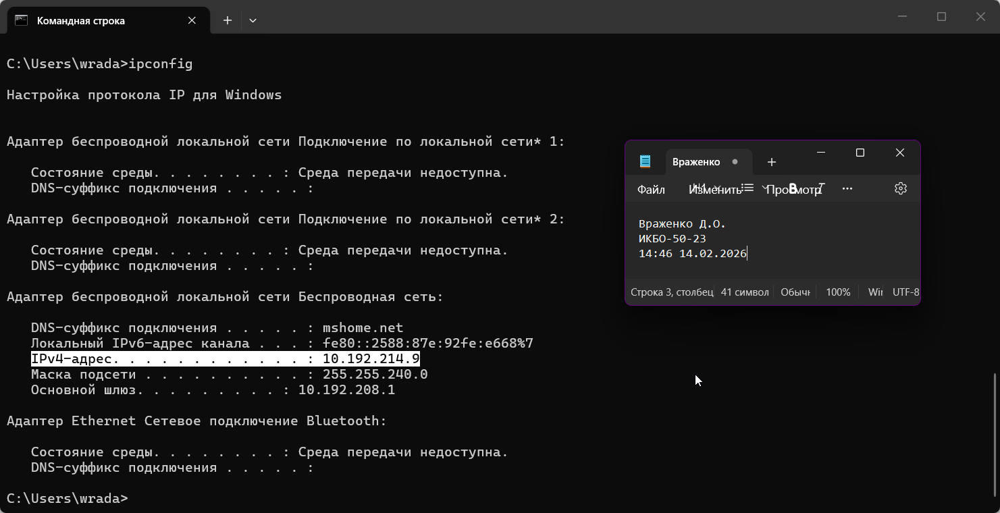 Командная строка
C:\Users\wrada>ipconfig
Настройка протокола IP для Windows
Адаптер беспроводной локальной сети Подключение по локальной сети* 1:
Состояние среды. . . . . . . . : Среда передачи недоступна.
DNS-суффикс подключения . . . . . :
Адаптер беспроводной локальной сети Подключение по локальной сети* 2:
Состояние среды. . . . . . . . : Среда передачи недоступна.
DNS-суффикс подключения . . . . . :
Адаптер беспроводной локальной сети Беспроводная сеть:
DNS-суффикс подключения . . . . . : mshome.net
Локальный IPv6-адрес канала . . . : fe80::2588:87e:92fe:e668%7
IPv4-адрес. . . . . . . . . . . . : 10.192.214.9
Маска подсети . . . . . . . . . . : 255.255.240.0
Основной шлюз. . . . . . . . . : 10.192.208.1
Адаптер Ethernet Сетевое подключение Bluetooth:
Состояние среды. . . . . . . . : Среда передачи недоступна.
DNS-суффикс подключения . . . . . :
C:\Users\wrada>
Враженко
Файл Изменить Просмотр B I
Враженко Д.О.
ИКБО-50-23
14:46 14.02.2026
Строка 3, столбец 41 символ Обычн 100% Wi UTF-8